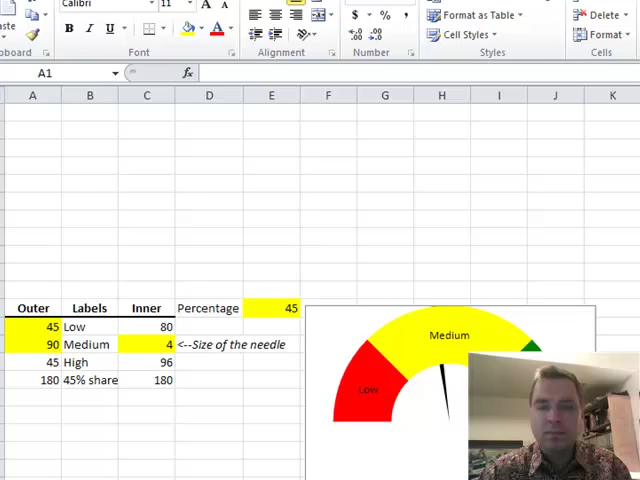 Calibri 11 A A
$ % ,
Format as Table
Delete
B I U
Cell Styles
Format
Font
Alignment
Number
Styles
Cells
A1 fx
A B C D E F G H I J K
Outer Labels Inner Percentage 45
45 Low 80
90 Medium 4 <--Size of the needle
45 High 96
180 45% share 180
Medium
Low